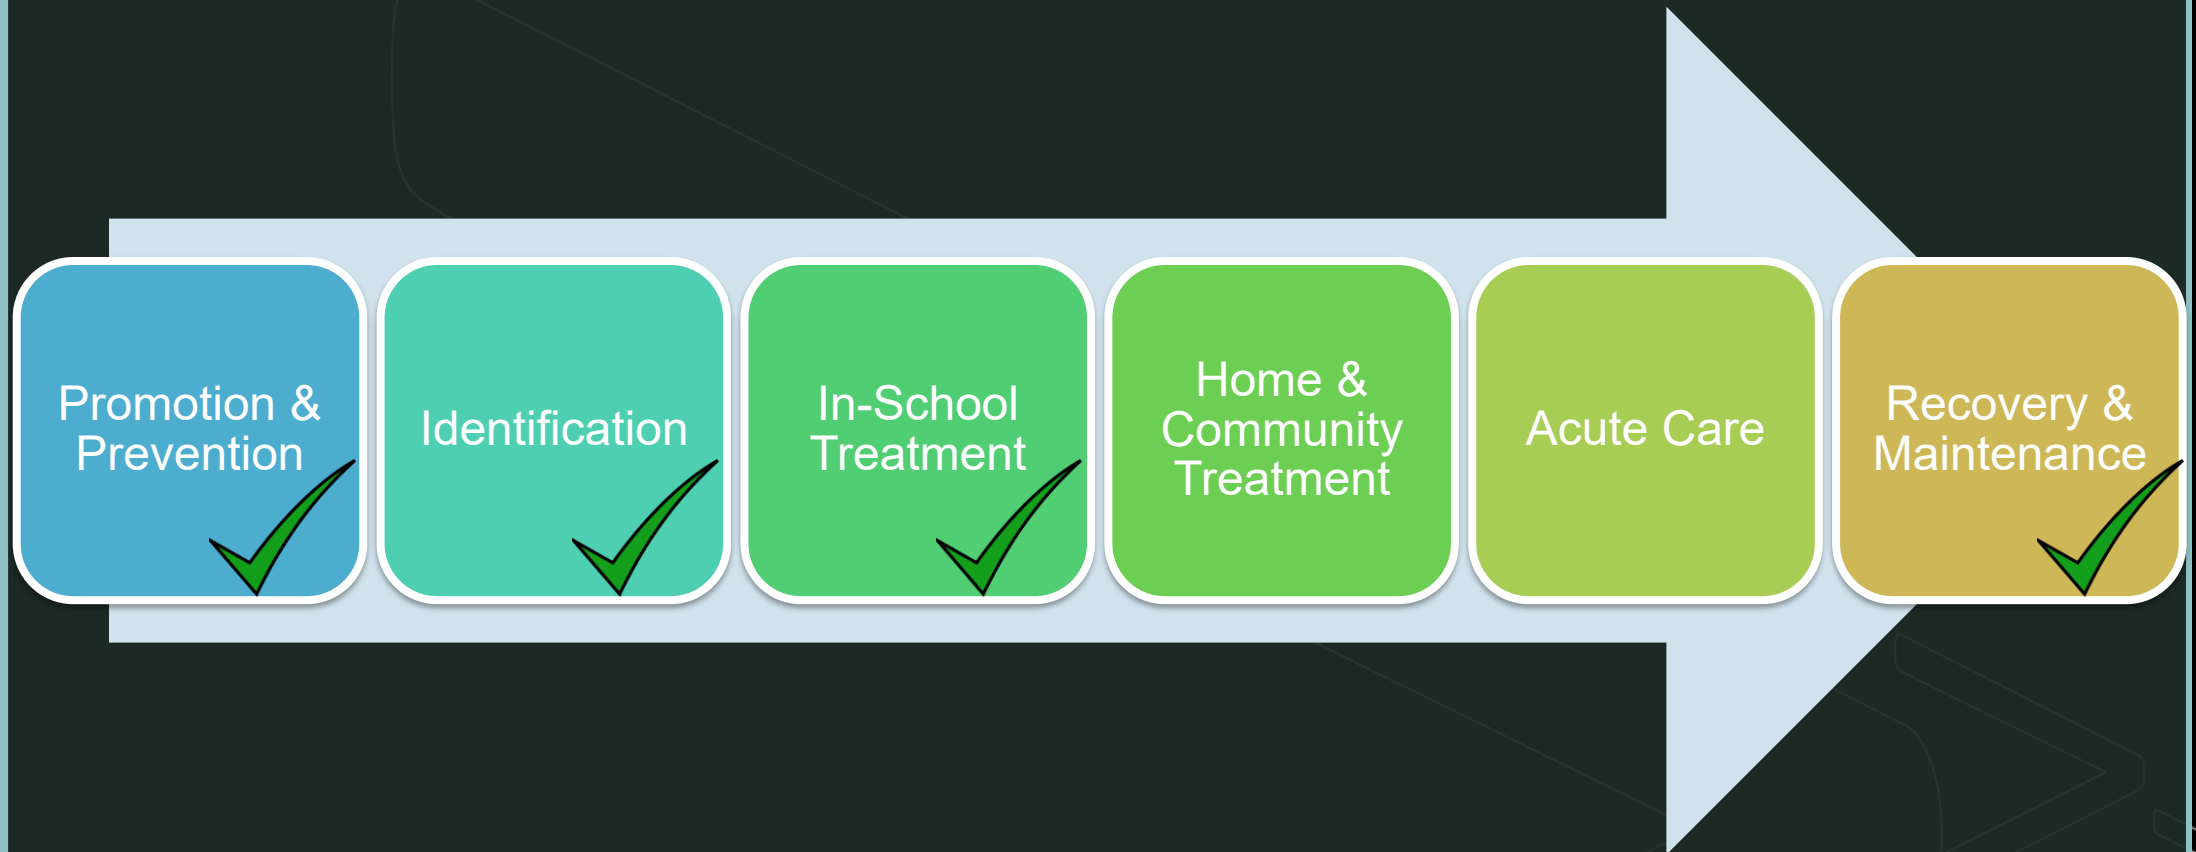 Promotion &
Prevention
Identification
In-School
Treatment
Home &
Community
Treatment
Acute Care
Recovery &
Maintenance